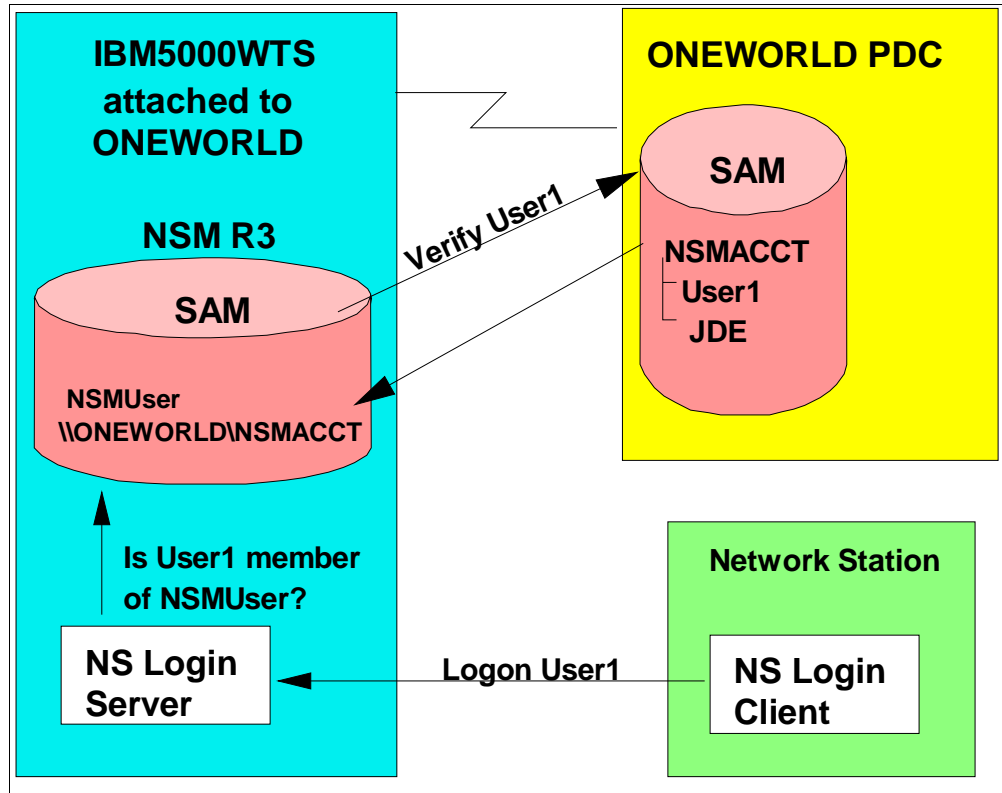 IBM5000WTS
attached to
ONEWORLD
NSM R3
SAM
NSMUser
\\ONEWORLD\NSMACCT
Is User1 member
of NSMUser?
NS Login
Server
Verify User1
ONEWORLD PDC
SAM
NSMACCT
User1
JDE
Logon User1
Network Station
NS Login
Client